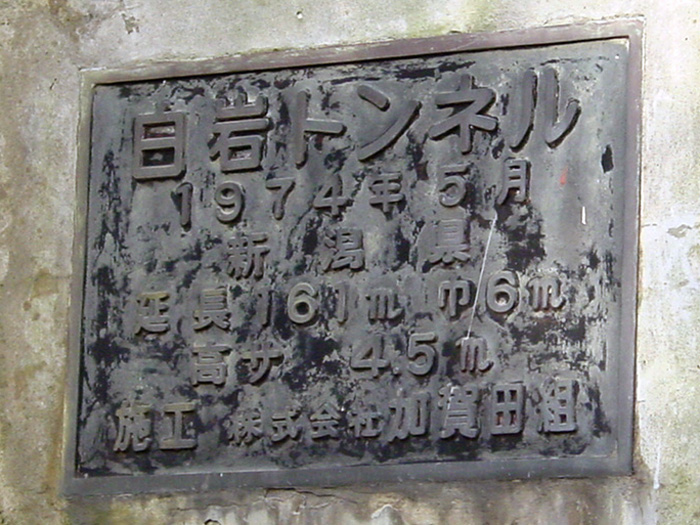 白岩トンネル
1974年5月
新潟県
延長161m 巾6m
高サ 4.5m
施工 株式会社加賀田組